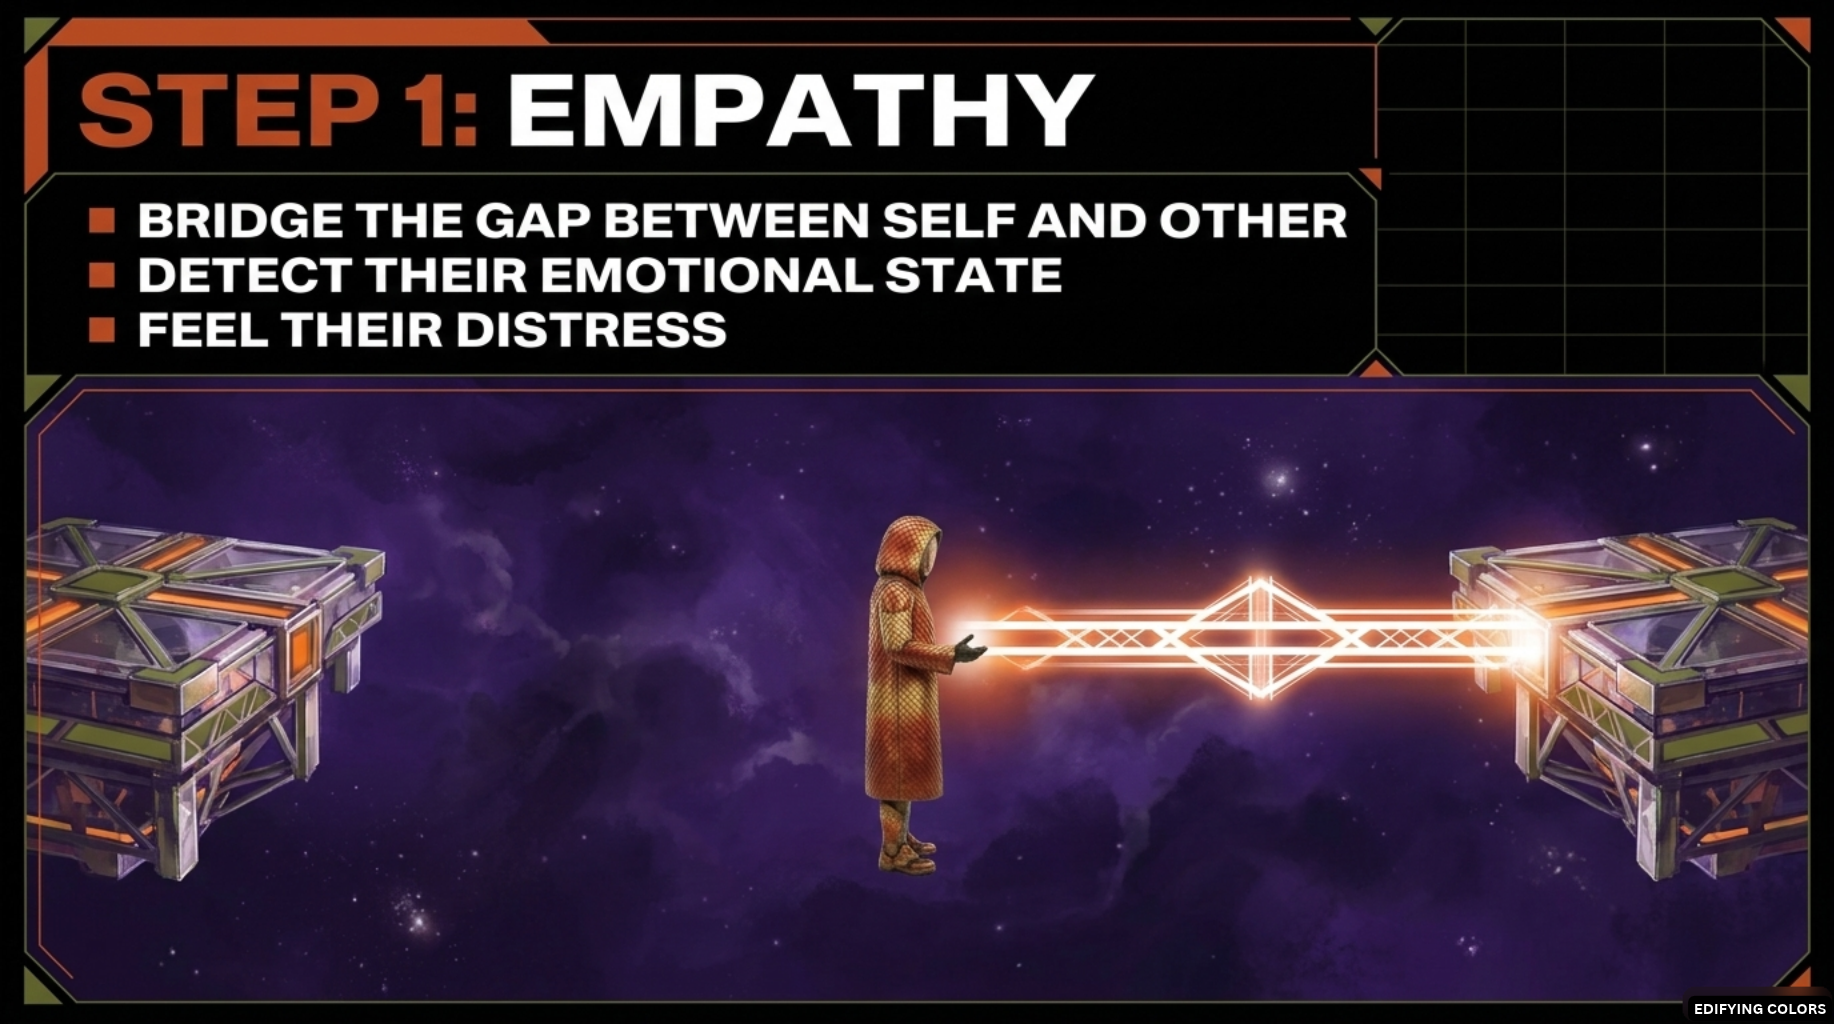 STEP 1: EMPATHY
BRIDGE THE GAP BETWEEN SELF AND OTHER
DETECT THEIR EMOTIONAL STATE
FEEL THEIR DISTRESS
EDIFYING COLORS